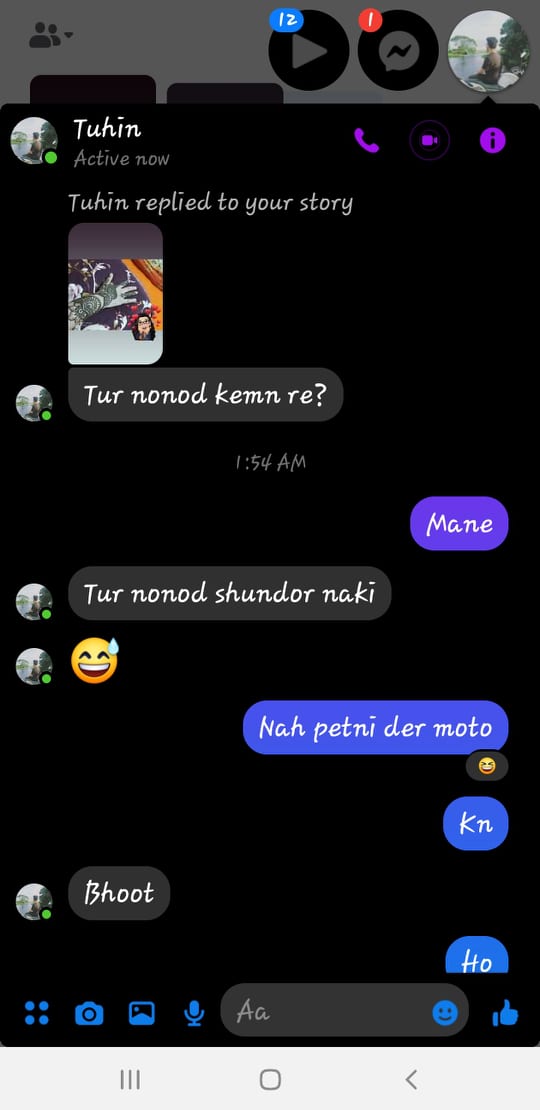 12
1
Tuhin
Active now
Tuhin replied to your story
Tur nonod kemn re?
1:54 AM
Mane
Tur nonod shundor naki
😅
Nah petni der moto
😆
Kn
Bhoot
Ho
Aa